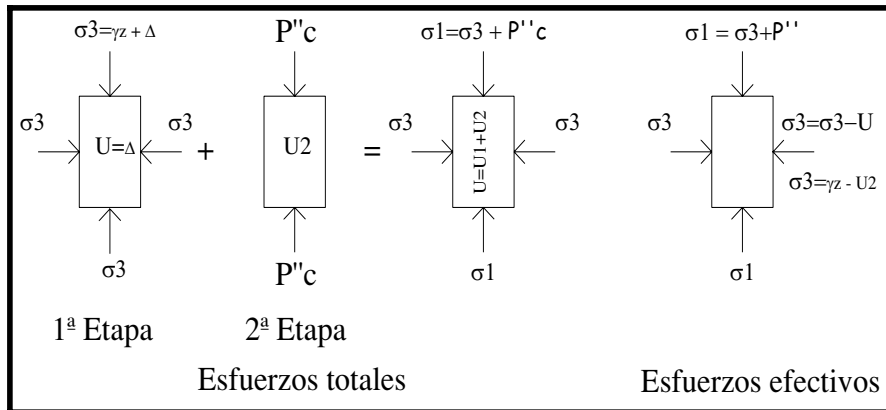 σ3=γz + Δ
σ3
U=Δ
σ3
σ3
1ª Etapa
+
P"c
U2
P"c
2ª Etapa
=
σ1=σ3 + P''c
σ3
U=U1+U2
σ3
σ1
Esfuerzos totales
σ1 = σ3+P''
σ3
σ3=σ3−U
σ3=γz - U2
σ1
Esfuerzos efectivos